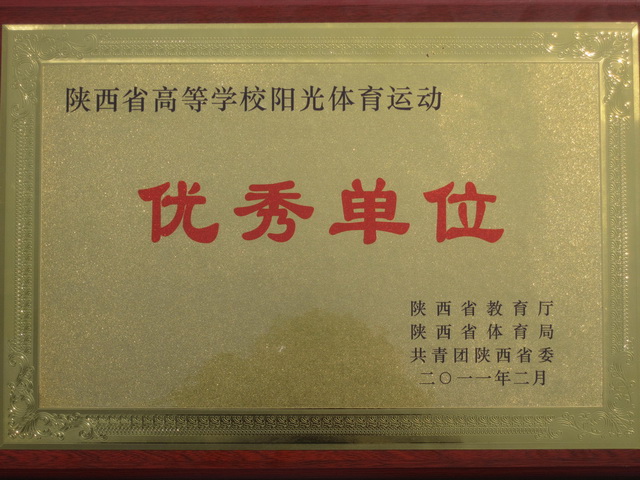 陕西省高等学校阳光体育运动
优秀单位
陕西省教育厅
陕西省体育局
共青团陕西省委
二〇一一年二月